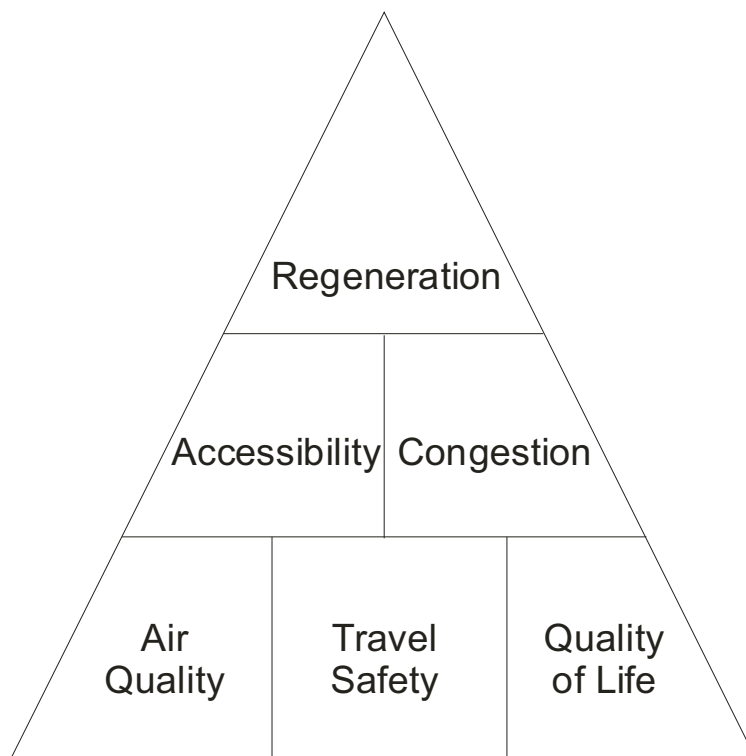 Regeneration
Accessibility Congestion
Air Travel Quality
Quality Safety of Life